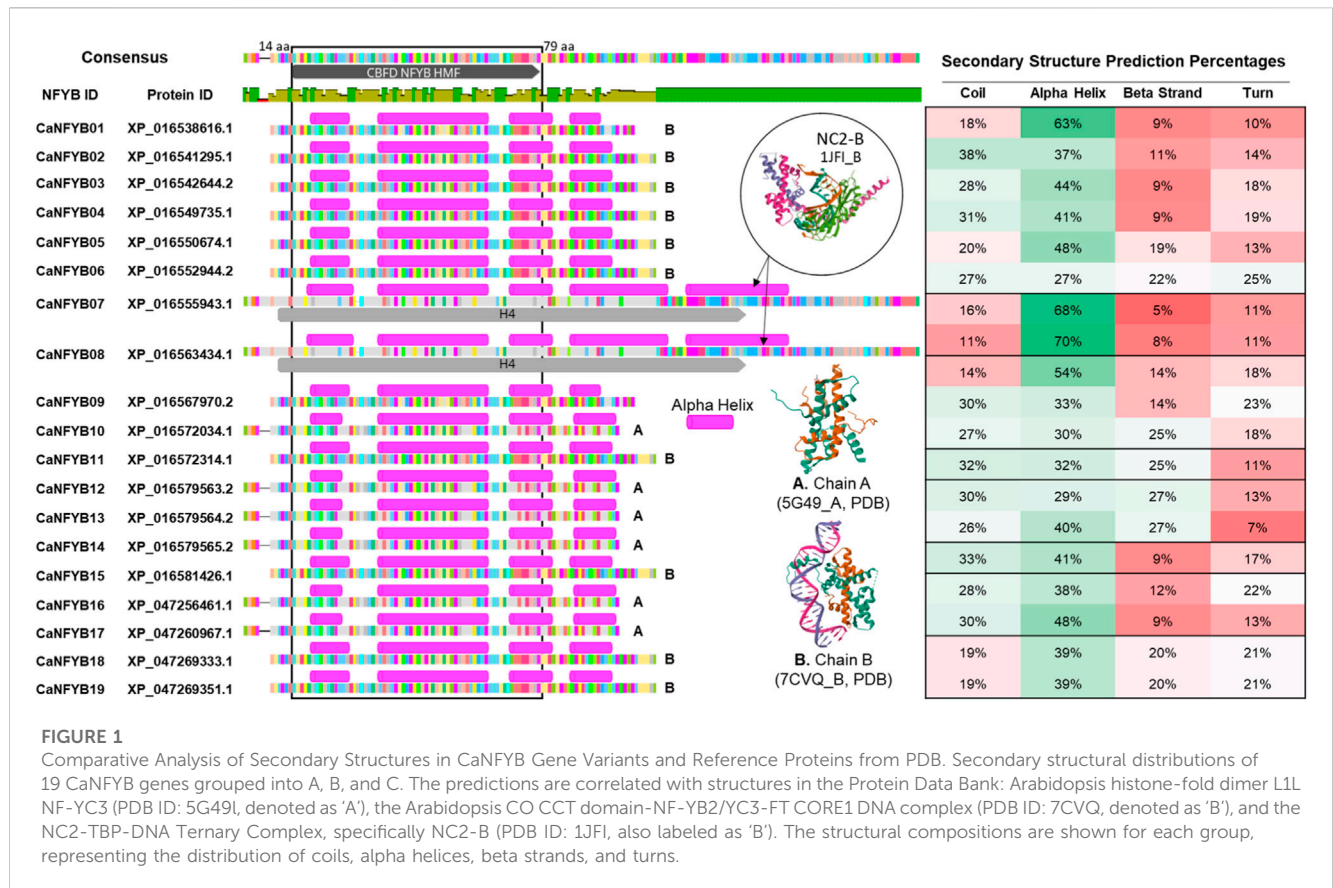 14 aa 79 aa
Consensus
CBFD NFYB HMF
NFYB ID Protein ID
CaNFYB01 XP_016538616.1 B
CaNFYB02 XP_016541295.1 B
CaNFYB03 XP_016542644.2 B
CaNFYB04 XP_016549735.1 B
CaNFYB05 XP_016550674.1 B
CaNFYB06 XP_016552944.2 B
CaNFYB07 XP_016555943.1
H4
CaNFYB08 XP_016563434.1
H4
CaNFYB09 XP_016567970.2
CaNFYB10 XP_016572034.1 A
CaNFYB11 XP_016572314.1 B
CaNFYB12 XP_016579563.2 A
CaNFYB13 XP_016579564.2 A
CaNFYB14 XP_016579565.2 A
CaNFYB15 XP_016581426.1 B
CaNFYB16 XP_047256461.1 A
CaNFYB17 XP_047260967.1 A
CaNFYB18 XP_047269333.1 B
CaNFYB19 XP_047269351.1 B
NC2-B
1JFI_B
Alpha Helix
A. Chain A
(5G49_A, PDB)
B. Chain B
(7CVQ_B, PDB)
Secondary Structure Prediction Percentages
Coil Alpha Helix Beta Strand Turn
18% 63% 9% 10%
38% 37% 11% 14%
28% 44% 9% 18%
31% 41% 9% 19%
20% 48% 19% 13%
27% 27% 22% 25%
16% 68% 5% 11%
11% 70% 8% 11%
14% 54% 14% 18%
30% 33% 14% 23%
27% 30% 25% 18%
32% 32% 25% 11%
30% 29% 27% 13%
26% 40% 27% 7%
33% 41% 9% 17%
28% 38% 12% 22%
30% 48% 9% 13%
19% 39% 20% 21%
19% 39% 20% 21%
FIGURE 1
Comparative Analysis of Secondary Structures in CaNFYB Gene Variants and Reference Proteins from PDB. Secondary structural distributions of
19 CaNFYB genes grouped into A, B, and C. The predictions are correlated with structures in the Protein Data Bank: Arabidopsis histone-fold dimer L1L
NF-YC3 (PDB ID: 5G49l, denoted as ‘A’), the Arabidopsis CO CCT domain-NF-YB2/YC3-FT CORE1 DNA complex (PDB ID: 7CVQ, denoted as ‘B’), and the
NC2-TBP-DNA Ternary Complex, specifically NC2-B (PDB ID: 1JFI, also labeled as ‘B’). The structural compositions are shown for each group,
representing the distribution of coils, alpha helices, beta strands, and turns.